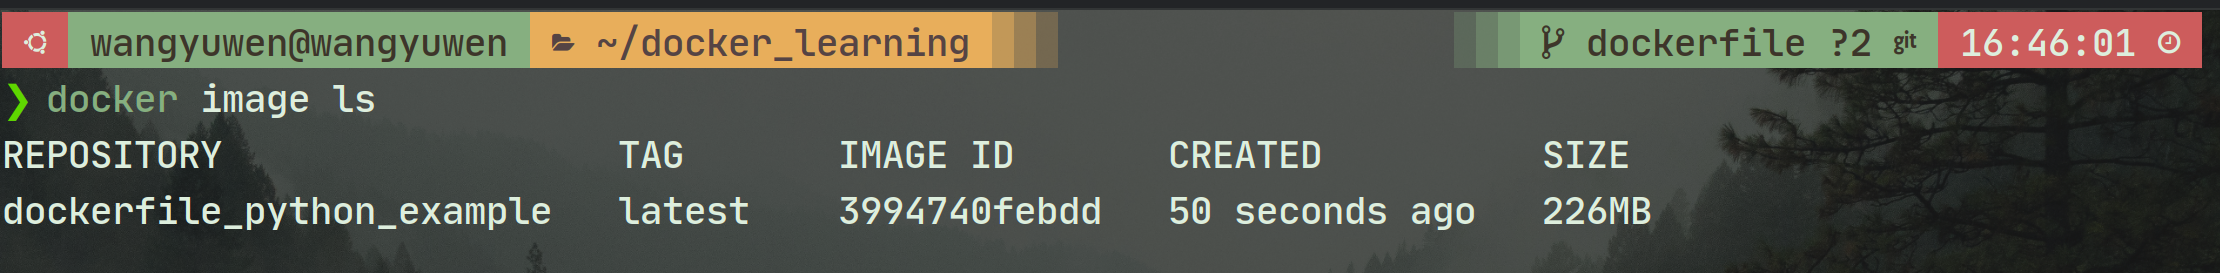 wangyuwen@wangyuwen ~/docker_learning dockerfile ?2 git 16:46:01
❯ docker image ls
REPOSITORY TAG IMAGE ID CREATED SIZE
dockerfile_python_example latest 3994740febdd 50 seconds ago 226MB